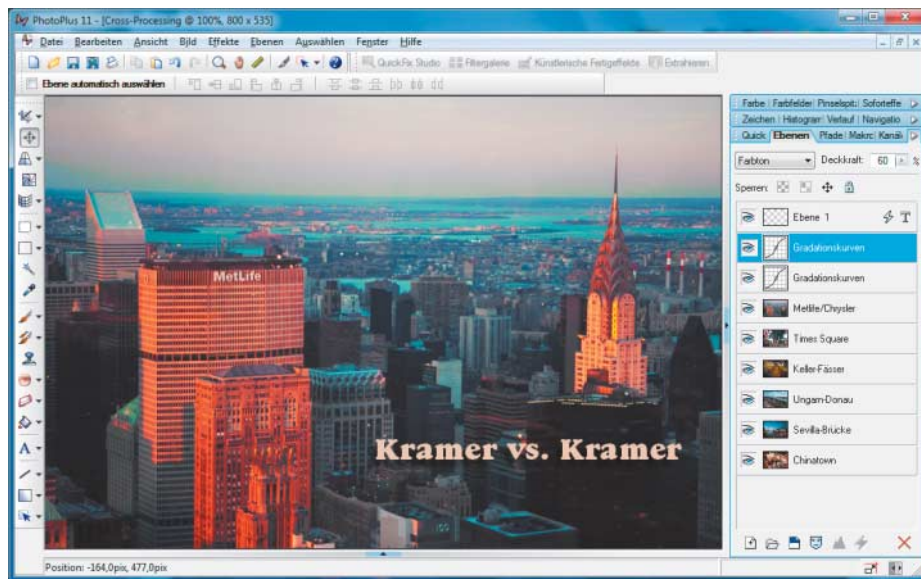 PhotoPlus 11 - [Cross-Processing @ 100%, 800 x 535]
Datei Bearbeiten Ansicht Bild Effekte Ebenen Auswählen Fenster Hilfe
QuickFix Studio Filtergalerie Künstlerische Fertigeffekte Extrahieren
Ebene automatisch auswählen
Farbe Farbfelder Pinselspitz Soforteffe
Zeichen Histogram Verlauf Navigatio
Quick Ebenen Pfade Makrc Kanäl
Farbton Deckkraft: 60 %
Sperren:
Ebene 1 T
Gradationskurven
Gradationskurven
Metlife/Chrysler
Times Square
Keller-Fässer
Ungarn-Donau
Sevilla-Brücke
Chinatown
MetLife
Kramer vs. Kramer
A
Position: -164,0pix, 477,0pix